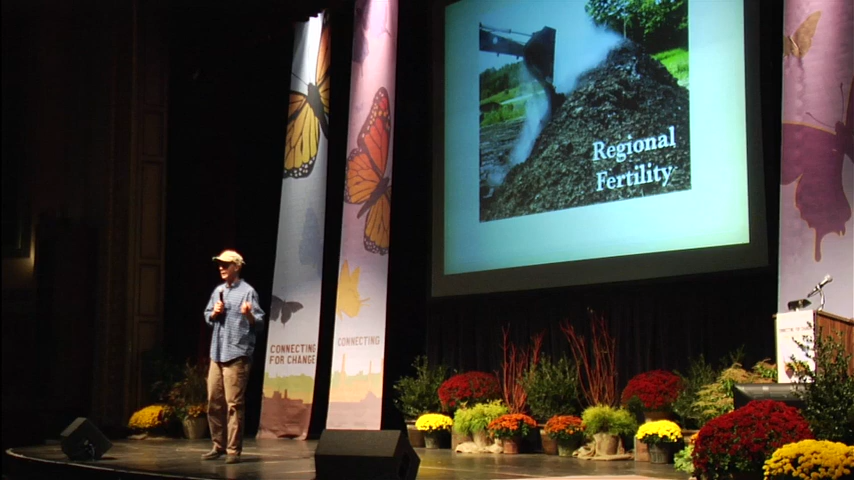 Regional
Fertility
CONNECTING
FOR CHANGE
CONNECTING